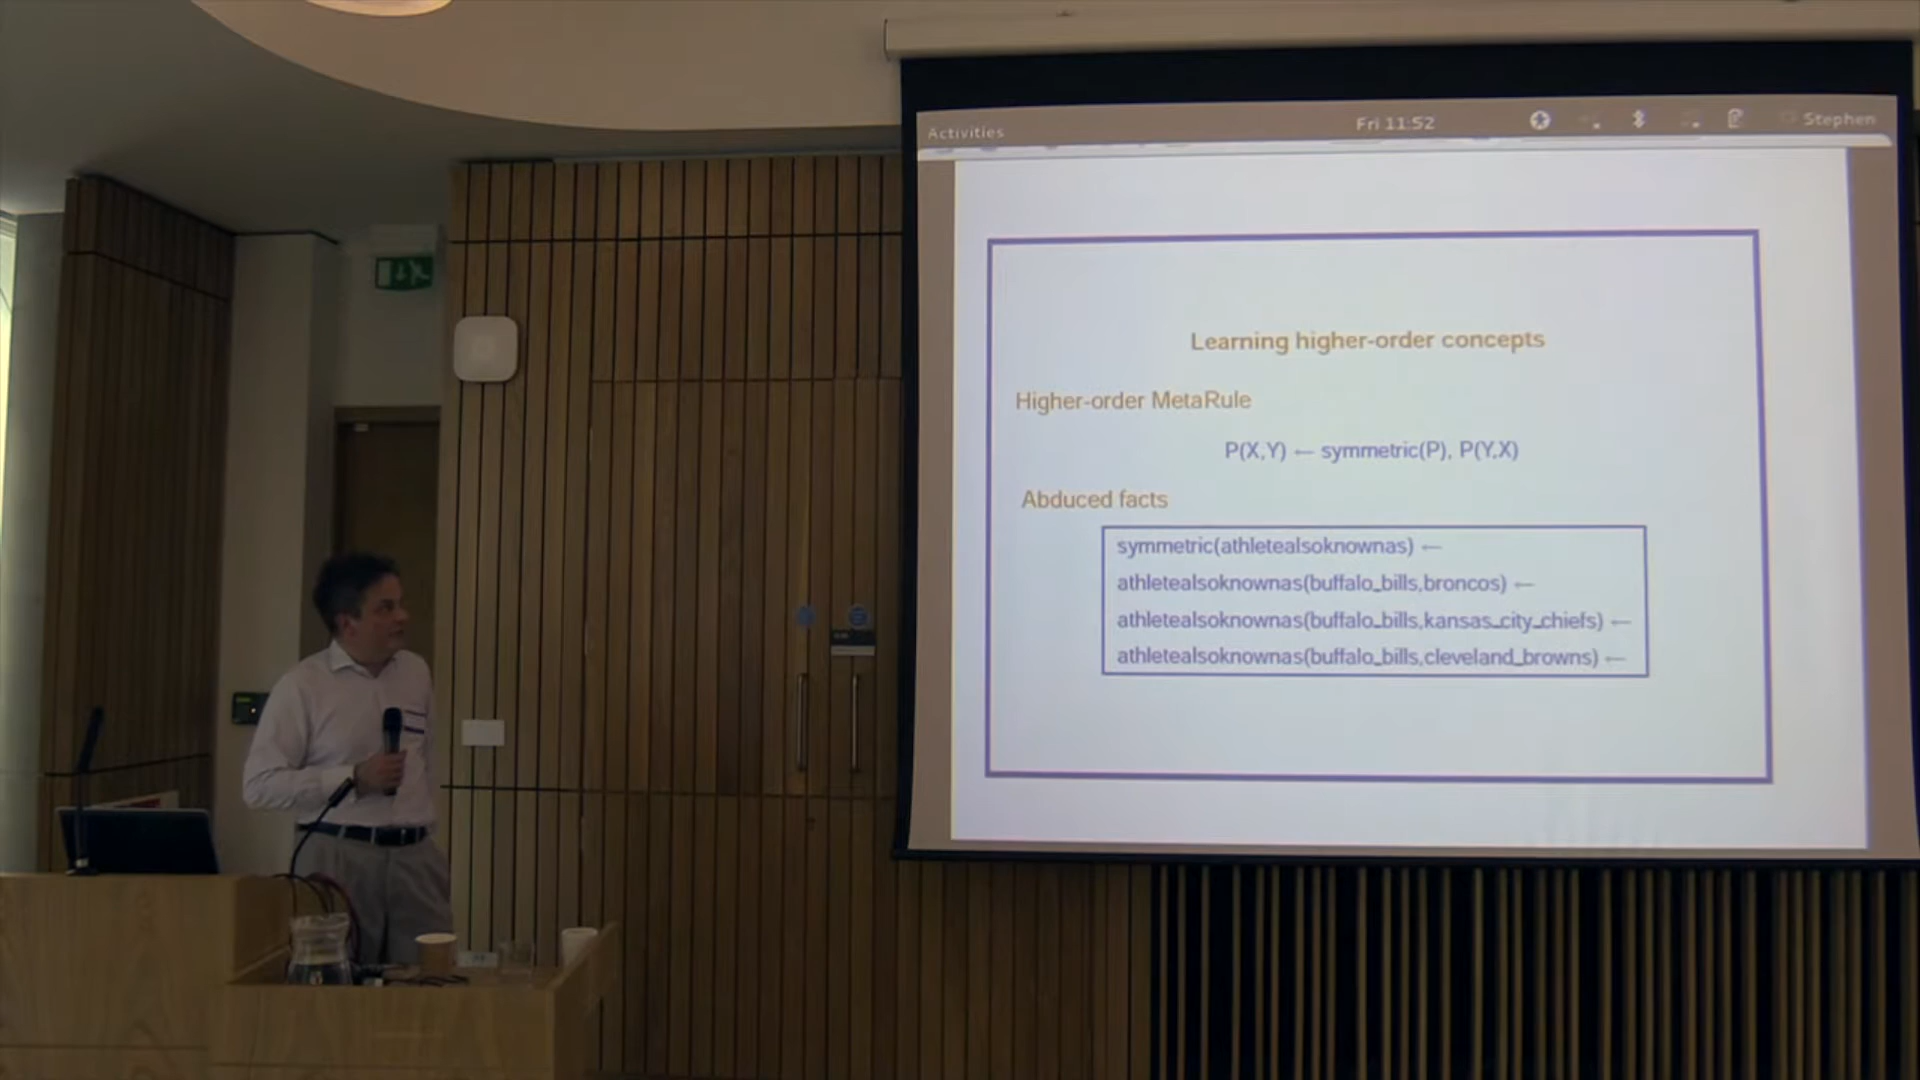 Activities
Fri 11:52
Stephen
Learning higher-order concepts
Higher-order MetaRule
P(X,Y) ← symmetric(P), P(Y,X)
Abduced facts
symmetric(athletealsoknownas) ←
athletealsoknownas(buffalo_bills,broncos) ←
athletealsoknownas(buffalo_bills,kansas_city_chiefs) ←
athletealsoknownas(buffalo_bills,cleveland_browns) ←